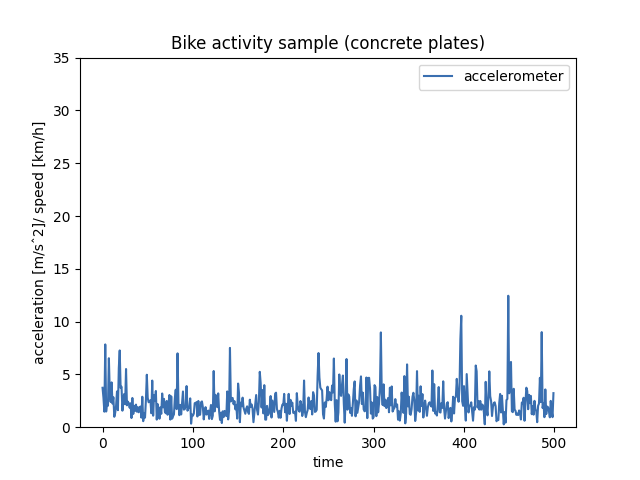 Bike activity sample (concrete plates)
accelerometer
35
30
25
20
15
10
5
0
acceleration [m/sˆ2]/ speed [km/h]
0 100 200 300 400 500
time